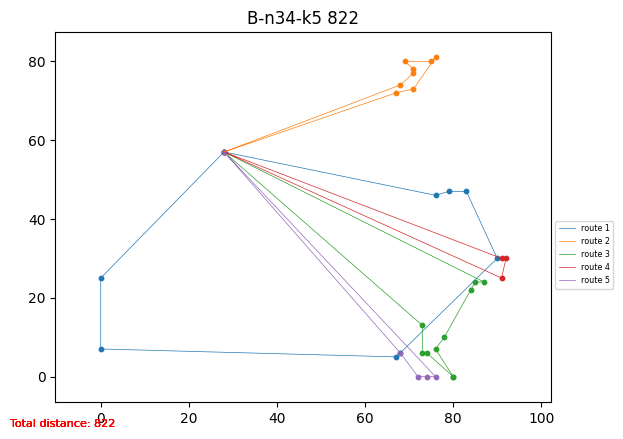 B-n34-k5 822
80
60
40
20
0
0 20 40 60 80 100
route 1
route 2
route 3
route 4
route 5
Total distance: 822